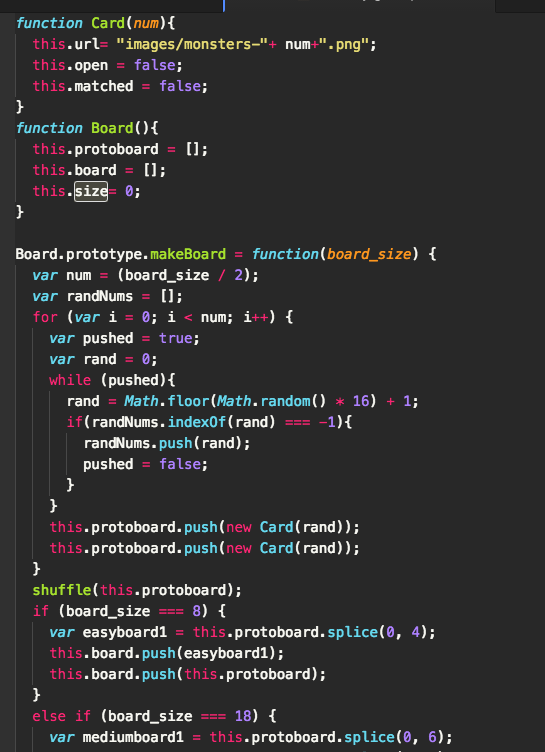 function Card(num){
  this.url= "images/monsters-"+ num+".png";
  this.open = false;
  this.matched = false;
}
function Board(){
  this.protoboard = [];
  this.board = [];
  this.size= 0;
}

Board.prototype.makeBoard = function(board_size) {
  var num = (board_size / 2);
  var randNums = [];
  for (var i = 0; i < num; i++) {
    var pushed = true;
    var rand = 0;
    while (pushed){
      rand = Math.floor(Math.random() * 16) + 1;
      if(randNums.indexOf(rand) === -1){
        randNums.push(rand);
        pushed = false;
      }
    }
    this.protoboard.push(new Card(rand));
    this.protoboard.push(new Card(rand));
  }
  shuffle(this.protoboard);
  if (board_size === 8) {
    var easyboard1 = this.protoboard.splice(0, 4);
    this.board.push(easyboard1);
    this.board.push(this.protoboard);
  }
  else if (board_size === 18) {
    var mediumboard1 = this.protoboard.splice(0, 6);